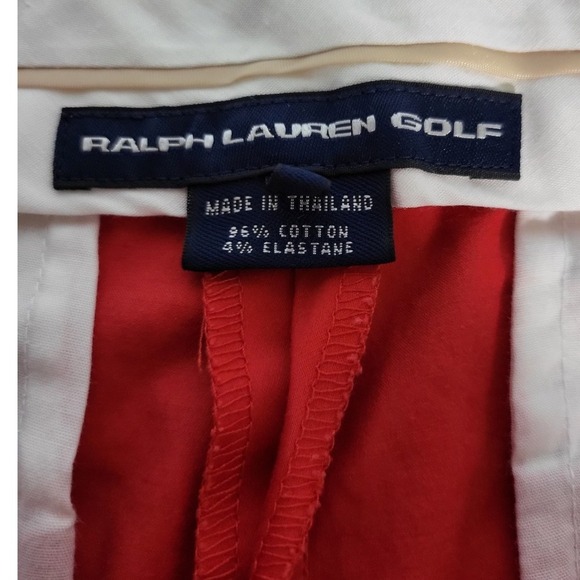 RALPH LAUREN GOLF
MADE IN THAILAND
96% COTTON
4% ELASTANE